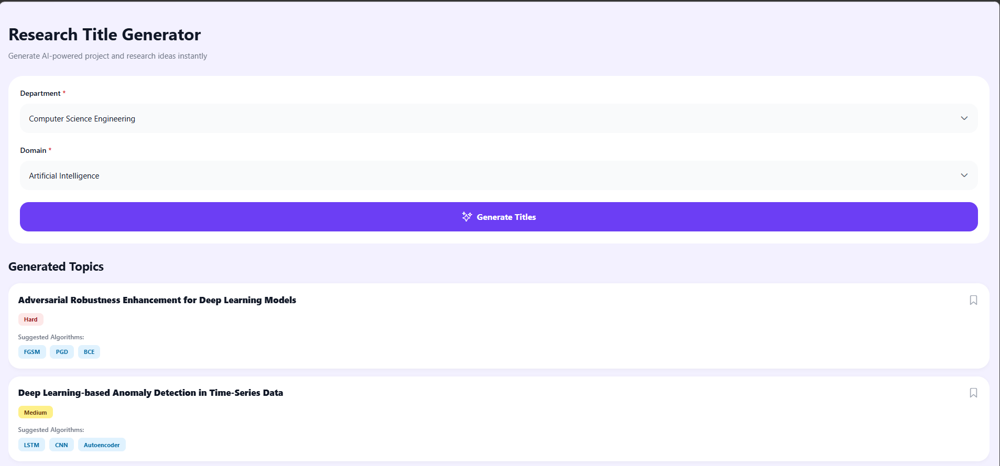 Research Title Generator
Generate AI-powered project and research ideas instantly
Department *
Computer Science Engineering
Domain *
Artificial Intelligence
Generate Titles
Generated Topics
Adversarial Robustness Enhancement for Deep Learning Models
Hard
Suggested Algorithms:
FGSM PGD BCE
Deep Learning-based Anomaly Detection in Time-Series Data
Medium
Suggested Algorithms:
LSTM CNN Autoencoder